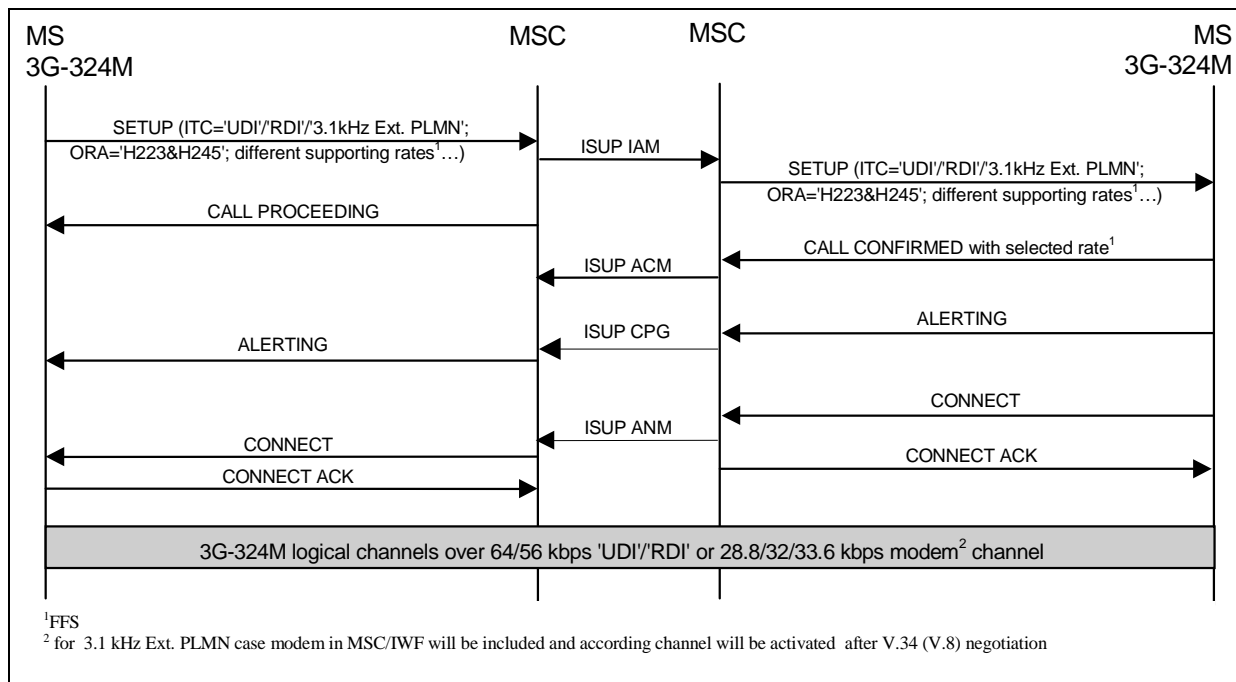 MS
3G-324M
MSC
MSC
MS
3G-324M
SETUP (ITC='UDI'/'RDI'/'3.1kHz Ext. PLMN';
ORA='H223&H245'; different supporting rates¹…)
ISUP IAM
SETUP (ITC='UDI'/'RDI'/'3.1kHz Ext. PLMN';
ORA='H223&H245'; different supporting rates¹…)
CALL PROCEEDING
CALL CONFIRMED with selected rate¹
ISUP ACM
ALERTING
ISUP CPG
ALERTING
CONNECT
ISUP ANM
CONNECT
CONNECT ACK
CONNECT ACK
3G-324M logical channels over 64/56 kbps 'UDI'/'RDI' or 28.8/32/33.6 kbps modem² channel
¹FFS
² for 3.1 kHz Ext. PLMN case modem in MSC/IWF will be included and according channel will be activated after V.34 (V.8) negotiation